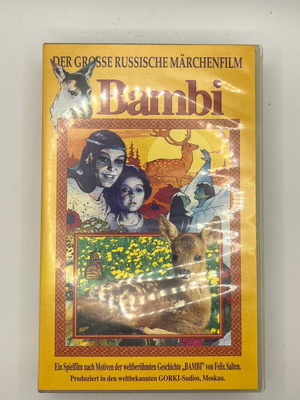 DER GROSSE RUSSISCHE MÄRCHENFILM
Bambi
Ein Spielfilm nach Motiven der weltberühmten Geschichte „BAMBI" von Felix Salten.
Produziert in den weltbekannten GORKI-Sudios, Moskau.